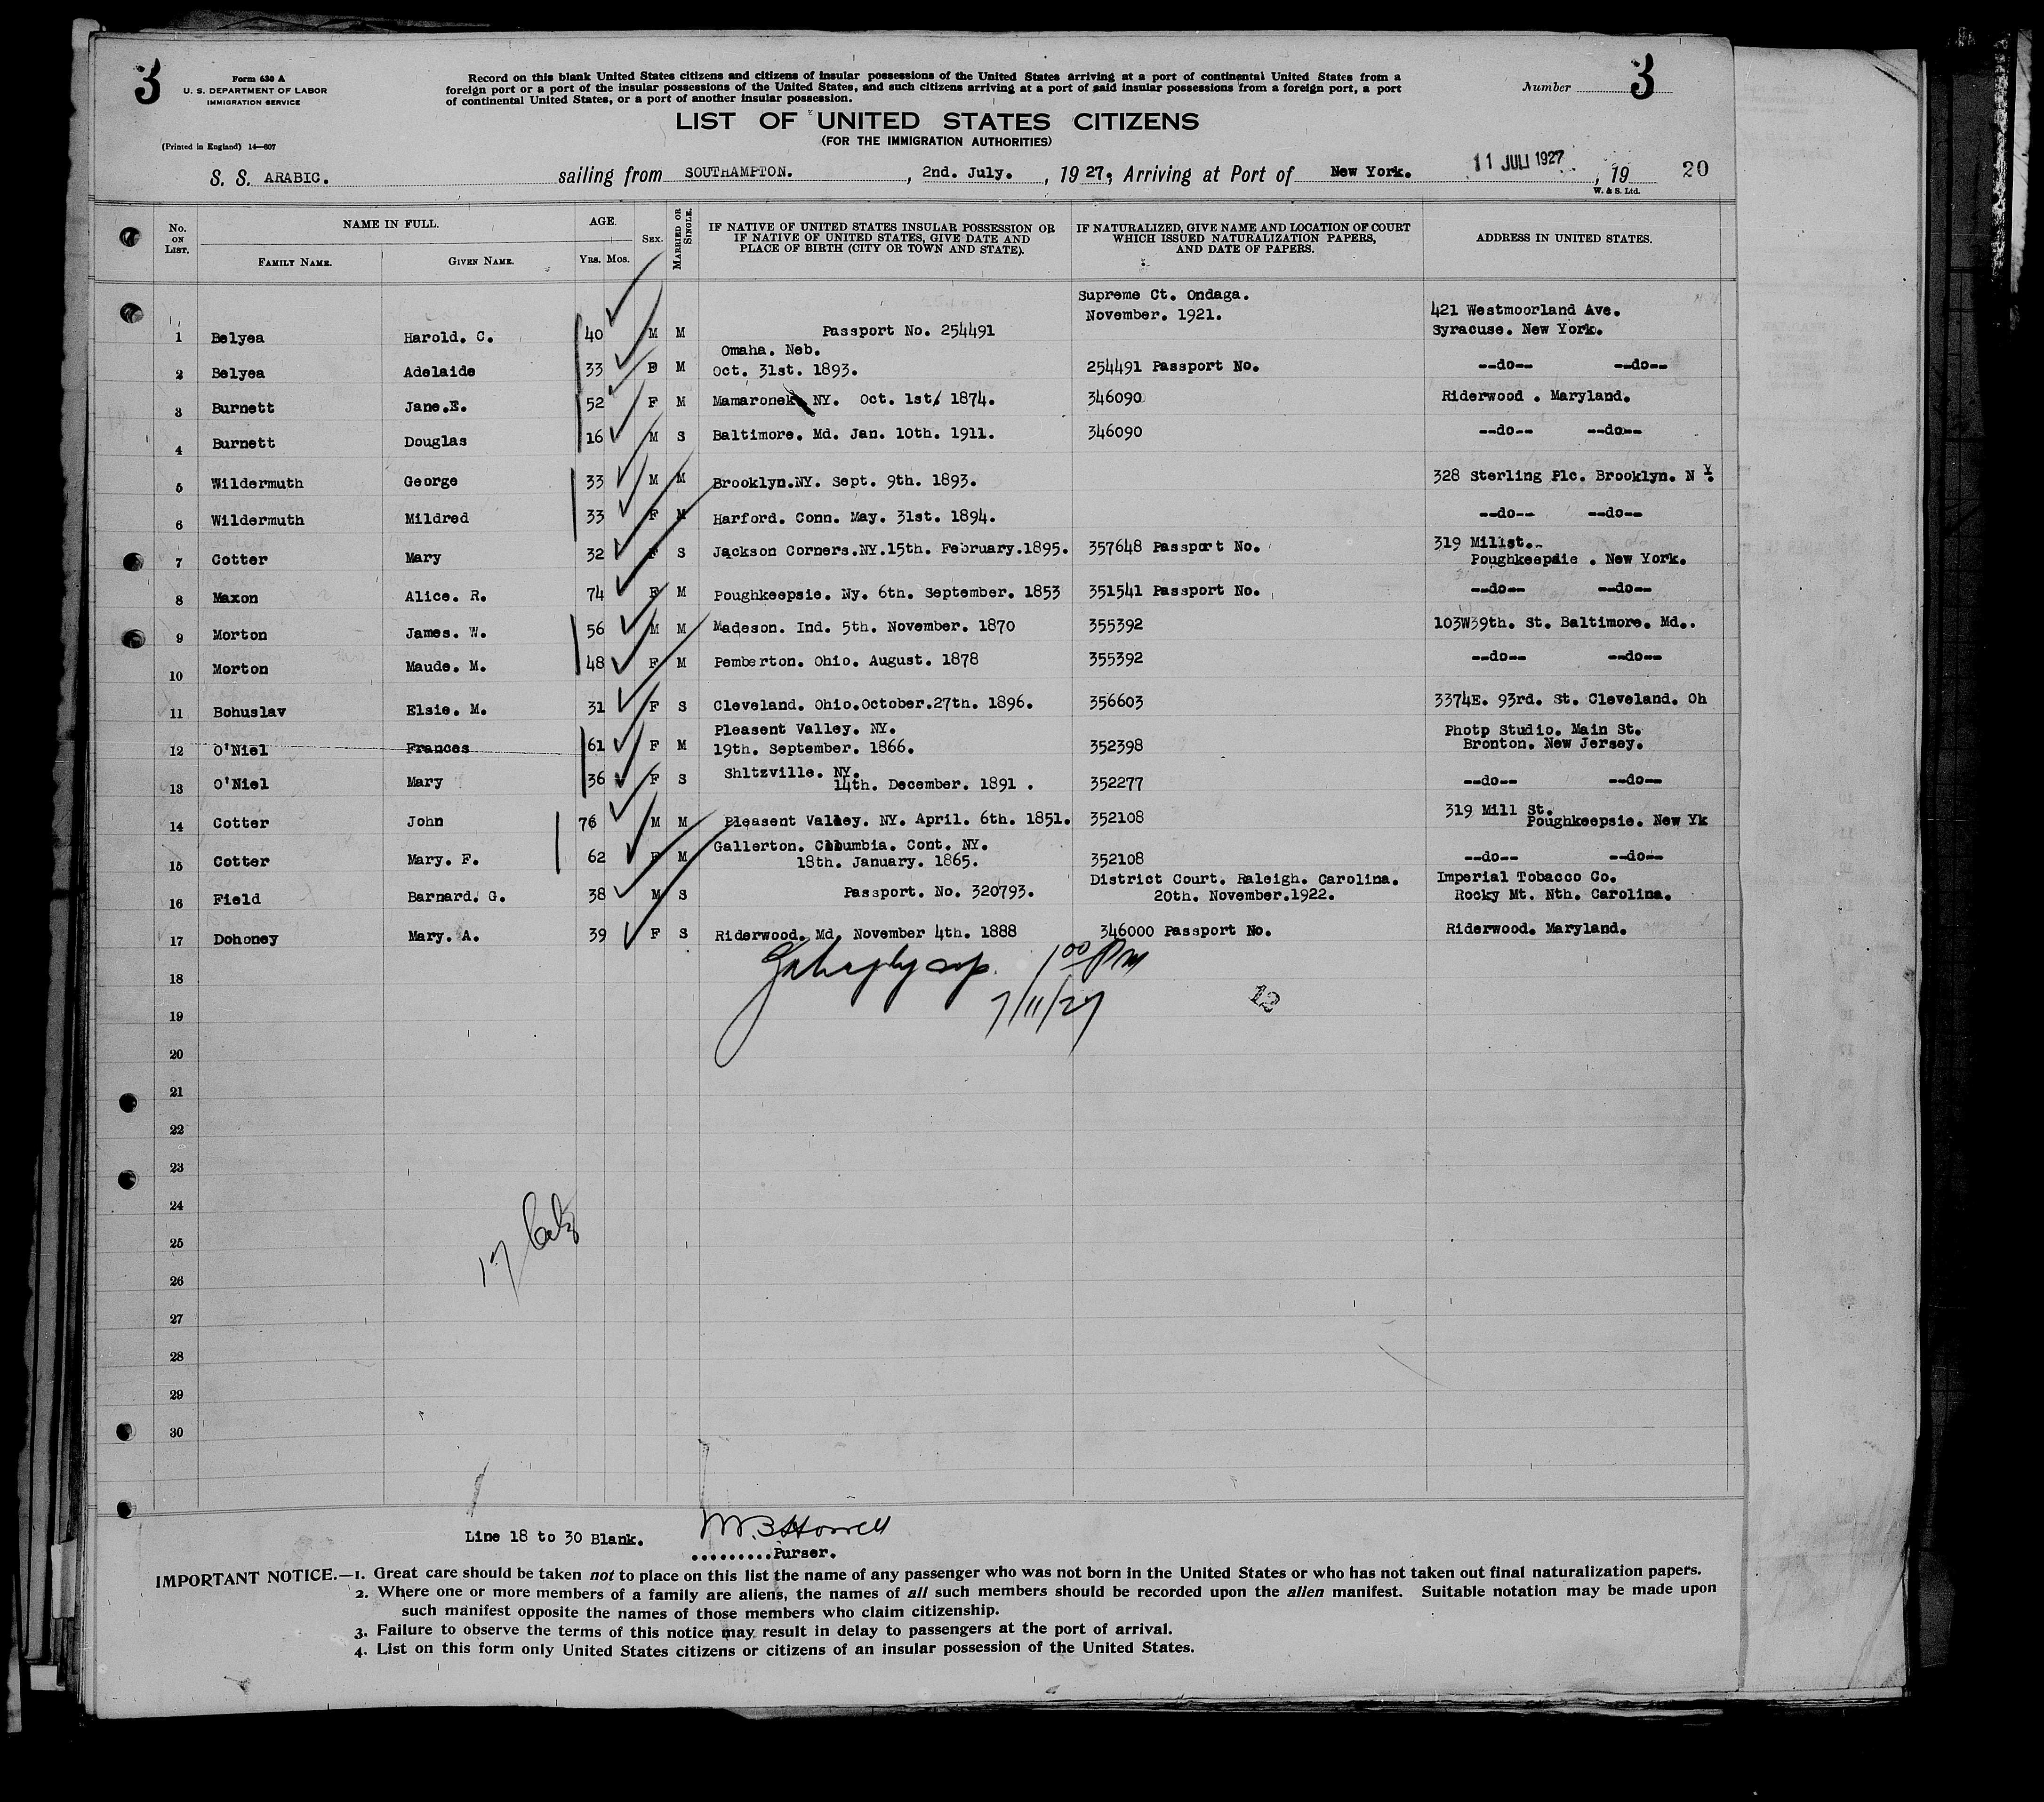 3
Form 630 A
U. S. DEPARTMENT OF LABOR
IMMIGRATION SERVICE
(Printed in England) 14—607
Record on this blank United States citizens and citizens of insular possessions of the United States arriving at a port of continental United States from a
foreign port or a port of the insular possessions of the United States, and such citizens arriving at a port of said insular possessions from a foreign port, a port
of continental United States, or a port of another insular possession.
Number 3
LIST OF UNITED STATES CITIZENS
(FOR THE IMMIGRATION AUTHORITIES)
S. S. ARABIC. sailing from SOUTHAMPTON. , 2nd. July. , 19 27. , Arriving at Port of New York. 11 JULI 1927 , 19 20
W. & S. Ltd.
No. ON LIST. NAME IN FULL. FAMILY NAME. GIVEN NAME. AGE. YRS. MOS. SEX. MARRIED OR SINGLE. IF NATIVE OF UNITED STATES INSULAR POSSESSION OR IF NATIVE OF UNITED STATES, GIVE DATE AND PLACE OF BIRTH (CITY OR TOWN AND STATE). IF NATURALIZED, GIVE NAME AND LOCATION OF COURT WHICH ISSUED NATURALIZATION PAPERS, AND DATE OF PAPERS. ADDRESS IN UNITED STATES.
Supreme Ct. Ondaga.
November. 1921. 421 Westmoorland Ave.
1 Belyea Harold. C. 40 M M Passport No. 254491 Syracuse. New York.
Omaha. Neb.
2 Belyea Adelaide 33 F M Oct. 31st. 1893. 254491 Passport No. --do-- --do--
3 Burnett Jane.E. 52 F M Mamaronek NY. Oct. 1st/ 1874. 346090 Riderwood . Maryland.
4 Burnett Douglas 16 M S Baltimore. Md. Jan. 10th. 1911. 346090 --do-- --do--
5 Wildermuth George 33 M M Brooklyn.NY. Sept. 9th. 1893. 328 Sterling Plc. Brooklyn. N Y.
6 Wildermuth Mildred 33 F M Harford. Conn. May. 31st. 1894. --do-- --do--
7 Cotter Mary 32 F S Jackson Corners.NY.15th. February.1895. 357648 Passport No. 319 Millst.
Poughkeepsie . New York.
8 Maxon Alice. R. 74 F M Poughkeepsie. Ny. 6th. September. 1853 351541 Passport No. --do-- --do--
9 Morton James. W. 56 M M Madeson. Ind. 5th. November. 1870 355392 103W39th. St. Baltimore. Md..
10 Morton Maude. M. 48 F M Pemberton. Ohio. August. 1878 355392 --do-- --do--
11 Bohuslav Elsie. M. 31 F S Cleveland. Ohio.October.27th. 1896. 356603 3374E. 93rd. St. Cleveland. Oh
Pleasent Valley. NY. Photp Studio. Main St.
12 O'Niel Frances 61 F M 19th. September. 1866. 352398 Bronton. New Jersey.
Shltzville. NY.
13 O'Niel Mary 36 F S 14th. December. 1891 . 352277 --do-- --do--
319 Mill St.
14 Cotter John 76 M M Pleasent Valley. NY. April. 6th. 1851. 352108 Poughkeepsie. New Yk
Gallerton. Columbia. Cont. NY.
15 Cotter Mary. F. 62 F M 18th. January. 1865. 352108 --do-- --do--
District Court. Raleigh. Carolina. Imperial Tobacco Co.
16 Field Barnard. G. 38 M S Passport. No. 320793. 20th. November.1922. Rocky Mt. Nth. Carolina.
17 Dohoney Mary. A. 39 F S Riderwood. Md. November 4th. 1888 346000 Passport No. Riderwood. Maryland.
1 00 PM
18
7/11/27 12
19
20
21
22
23
24
25
17
26
27
28
29
30
Line 18 to 30 Blank.
.........Purser.
IMPORTANT NOTICE.—1. Great care should be taken not to place on this list the name of any passenger who was not born in the United States or who has not taken out final naturalization papers.
2. Where one or more members of a family are aliens, the names of all such members should be recorded upon the alien manifest. Suitable notation may be made upon
such manifest opposite the names of those members who claim citizenship.
3. Failure to observe the terms of this notice may result in delay to passengers at the port of arrival.
4. List on this form only United States citizens or citizens of an insular possession of the United States.